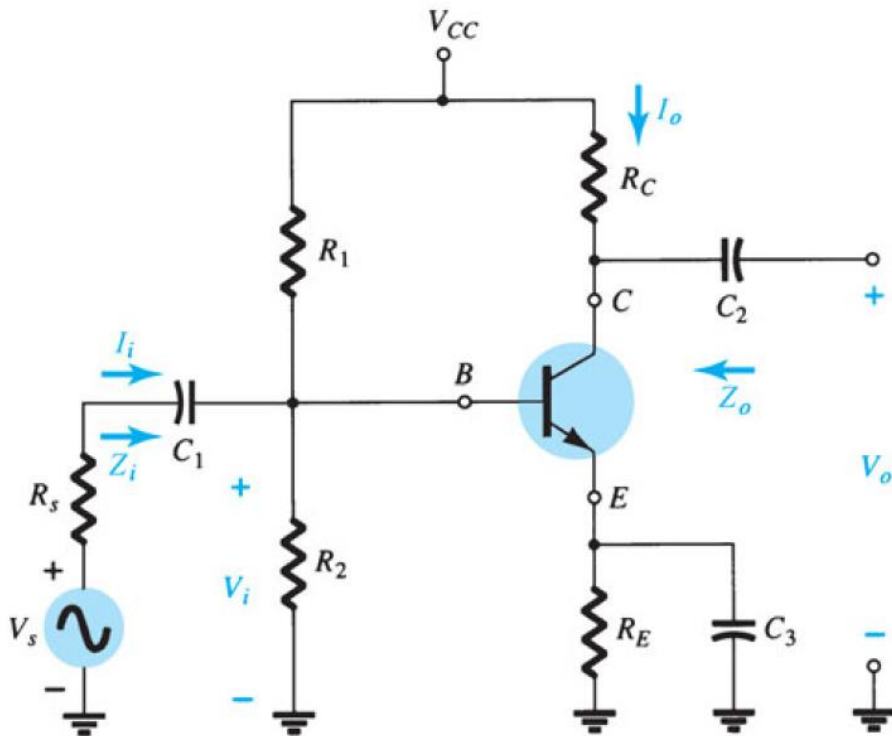 V_CC
I_o
R_C
R_1
C
C_2
+
I_i
B
Z_o
Z_i
C_1
+
V_o
R_s
E
R_2
+
V_i
V_s
R_E
C_3
−
−
−